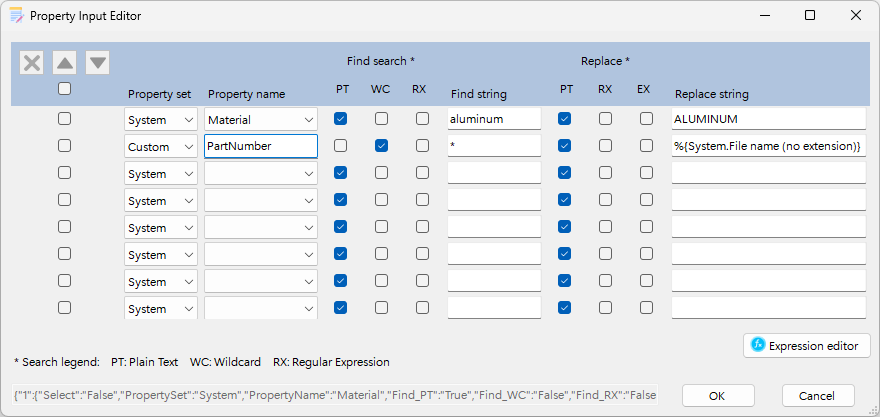 Property Input Editor
Find search *
Replace *
PT WC RX
PT RX EX
Property set Property name Find string Replace string
System Material aluminum ALUMINUM
Custom PartNumber * %{System.File name (no extension)}
System
System
System
System
System
System
Expression editor
* Search legend: PT: Plain Text WC: Wildcard RX: Regular Expression
{"1":{"Select":"False","PropertySet":"System","PropertyName":"Material","Find_PT":"True","Find_WC":"False","Find_RX":"False
OK
Cancel